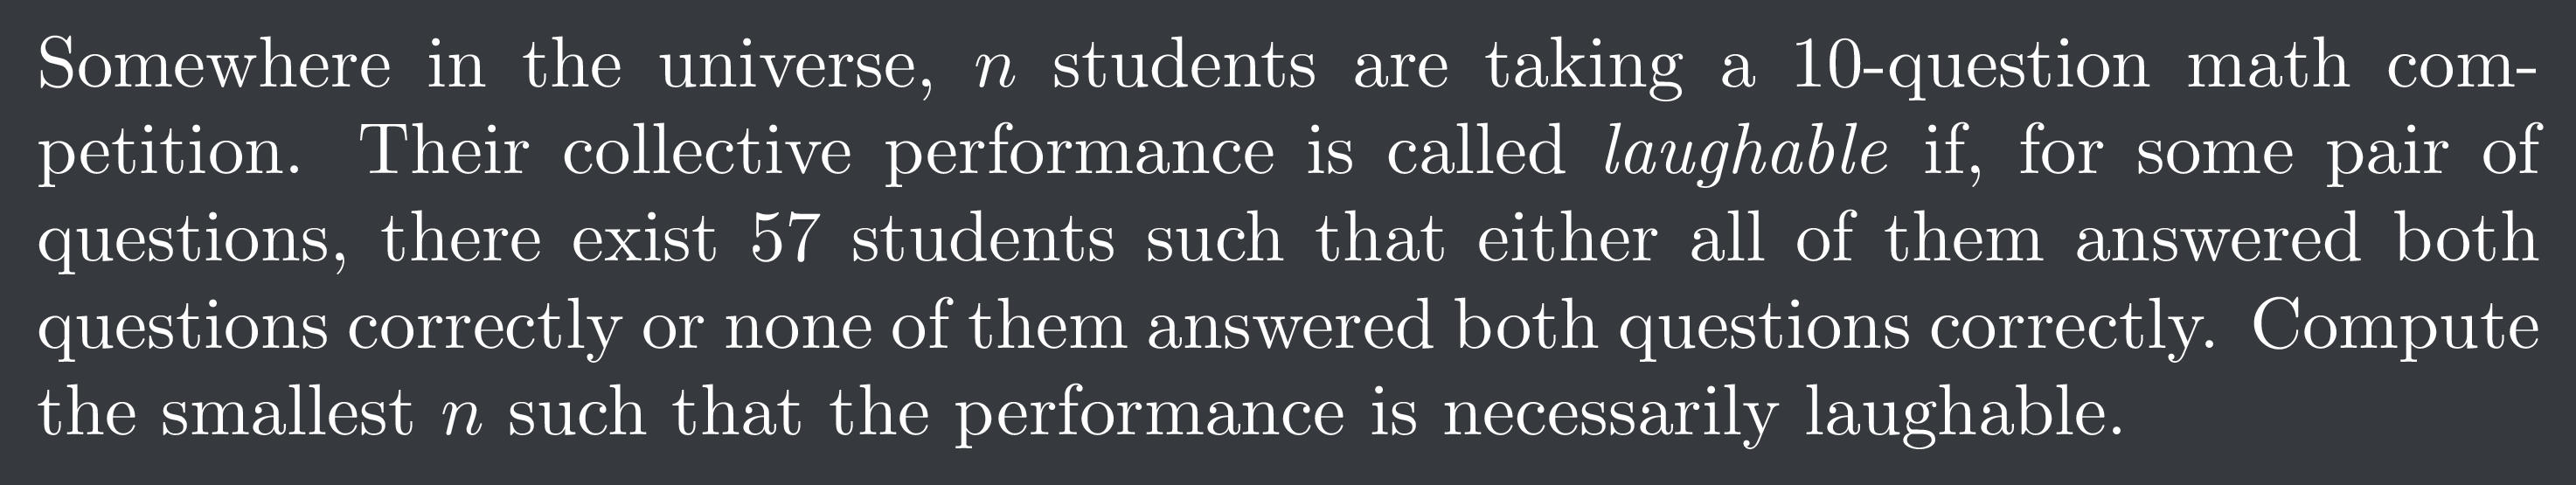 Somewhere in the universe, n students are taking a 10-question math com-
petition. Their collective performance is called laughable if, for some pair of
questions, there exist 57 students such that either all of them answered both
questions correctly or none of them answered both questions correctly. Compute
the smallest n such that the performance is necessarily laughable.